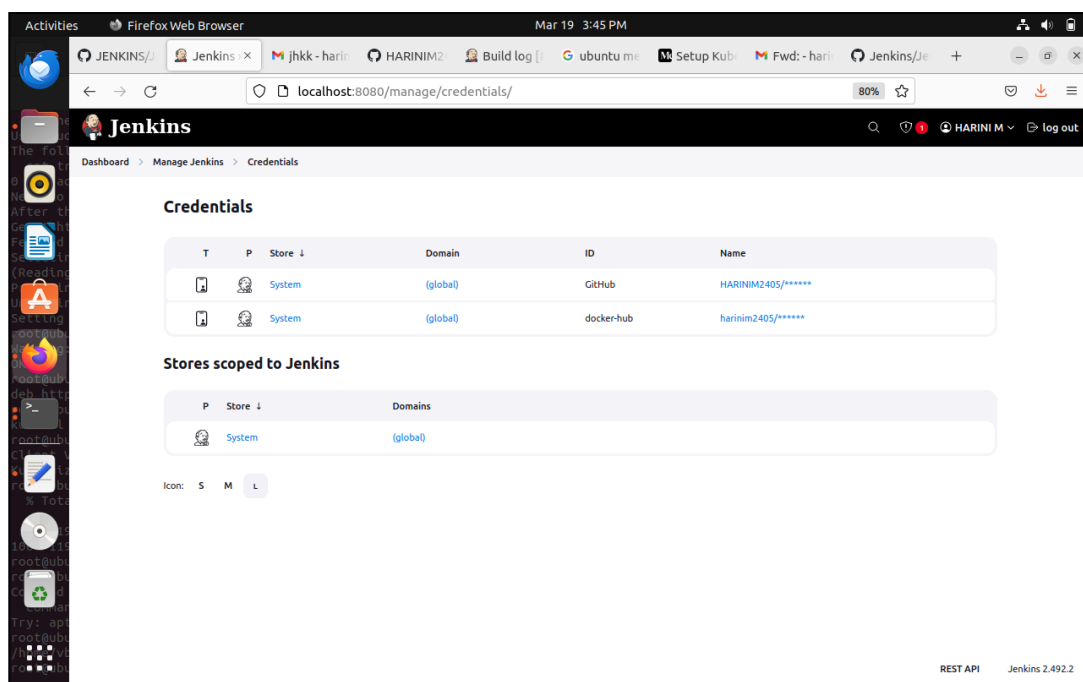 Activities Firefox Web Browser Mar 19 3:45 PM
JENKINS/J Jenkins × jhkk - harin HARINIM24 Build log [ ubuntu me Setup Kube Fwd: - hari Jenkins/Je +
localhost:8080/manage/credentials/ 80%
Jenkins 1 HARINI M log out
Dashboard > Manage Jenkins > Credentials
Credentials
T P Store ↓ Domain ID Name
System (global) GitHub HARINIM2405/******
System (global) docker-hub harinim2405/******
Stores scoped to Jenkins
P Store ↓ Domains
System (global)
Icon: S M L
REST API Jenkins 2.492.2